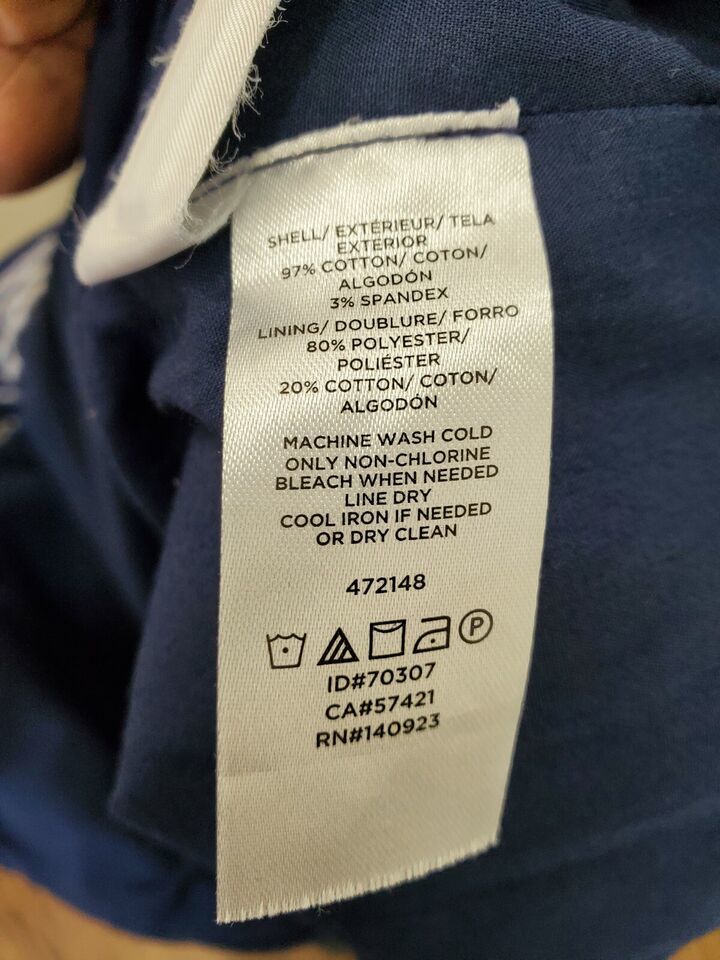 SHELL/ EXTÉRIEUR/ TELA
EXTERIOR
97% COTTON/ COTON/
ALGODÓN
3% SPANDEX
LINING/ DOUBLURE/ FORRO
80% POLYESTER/
POLIÉSTER
20% COTTON/ COTON/
ALGODÓN
MACHINE WASH COLD
ONLY NON-CHLORINE
BLEACH WHEN NEEDED
LINE DRY
COOL IRON IF NEEDED
OR DRY CLEAN
472148
P
ID#70307
CA#57421
RN#140923